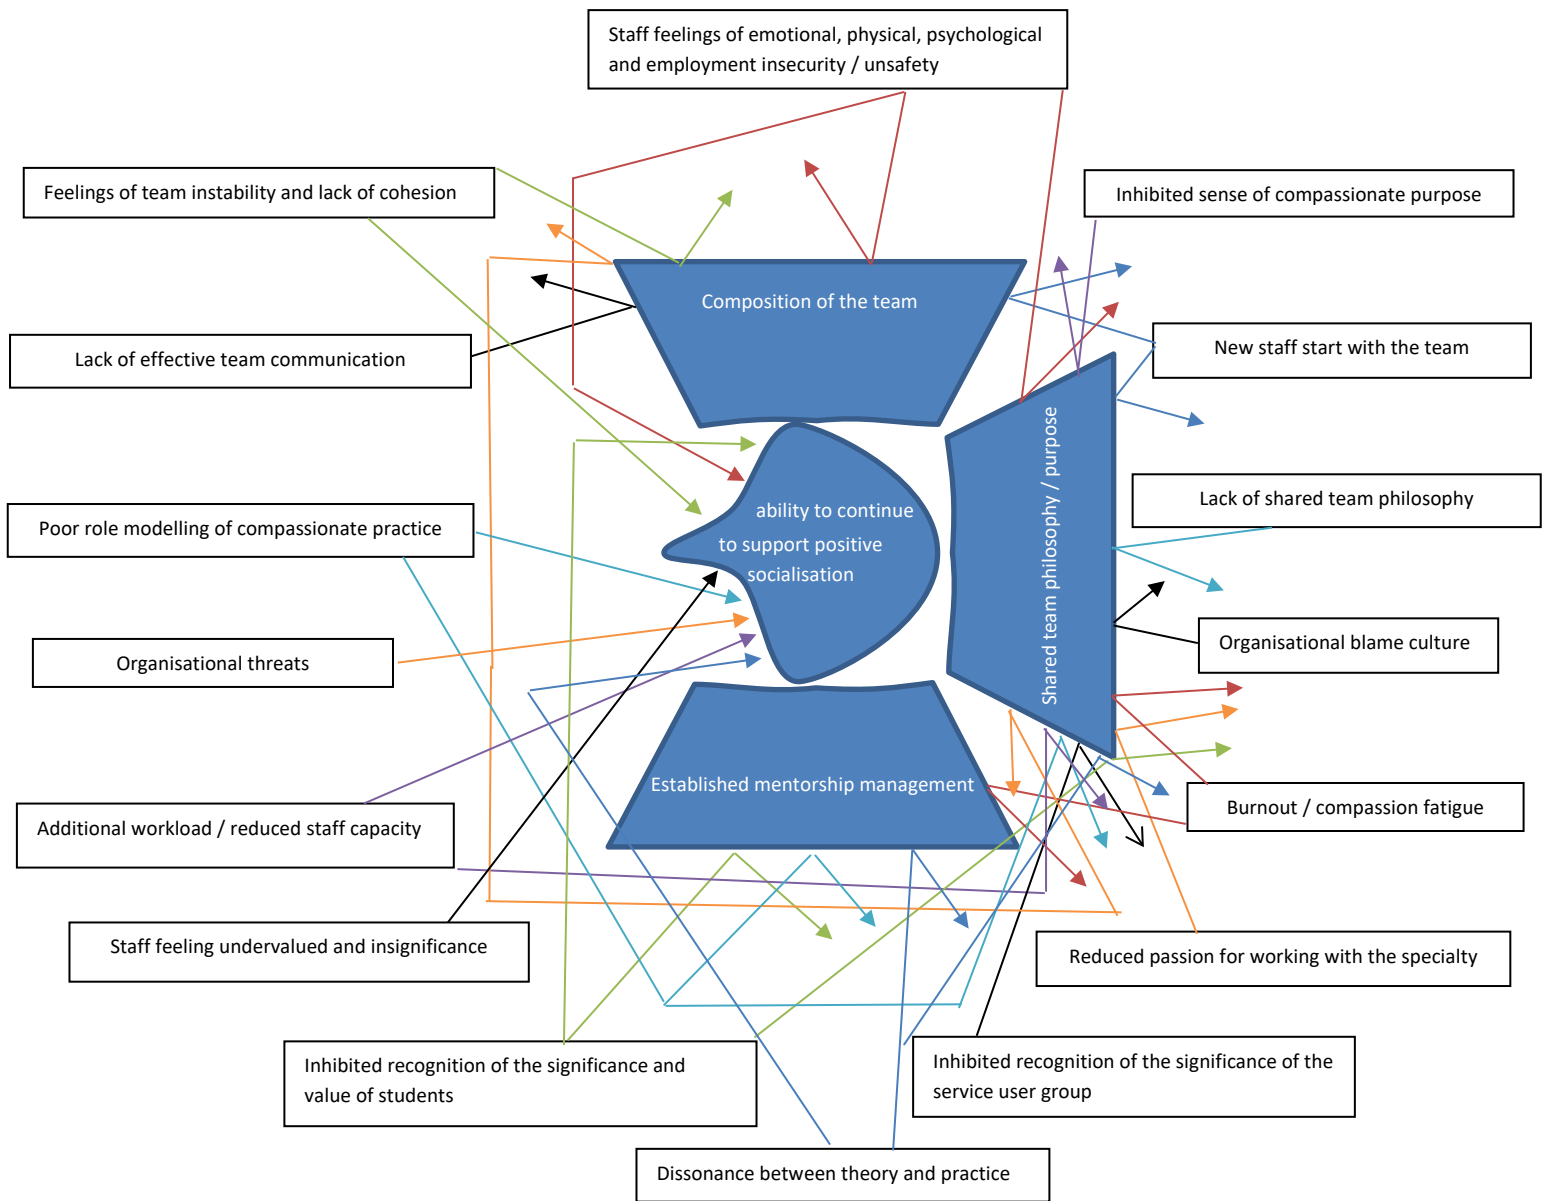 Staff feelings of emotional, physical, psychological
and employment insecurity / unsafety
Feelings of team instability and lack of cohesion
Inhibited sense of compassionate purpose
Composition of the team
Lack of effective team communication
New staff start with the team
Shared team philosophy / purpose
Lack of shared team philosophy
ability to continue
to support positive
socialisation
Poor role modelling of compassionate practice
Organisational threats
Organisational blame culture
Established mentorship management
Additional workload / reduced staff capacity
Burnout / compassion fatigue
Staff feeling undervalued and insignificance
Reduced passion for working with the specialty
Inhibited recognition of the significance and
value of students
Inhibited recognition of the significance of the
service user group
Dissonance between theory and practice